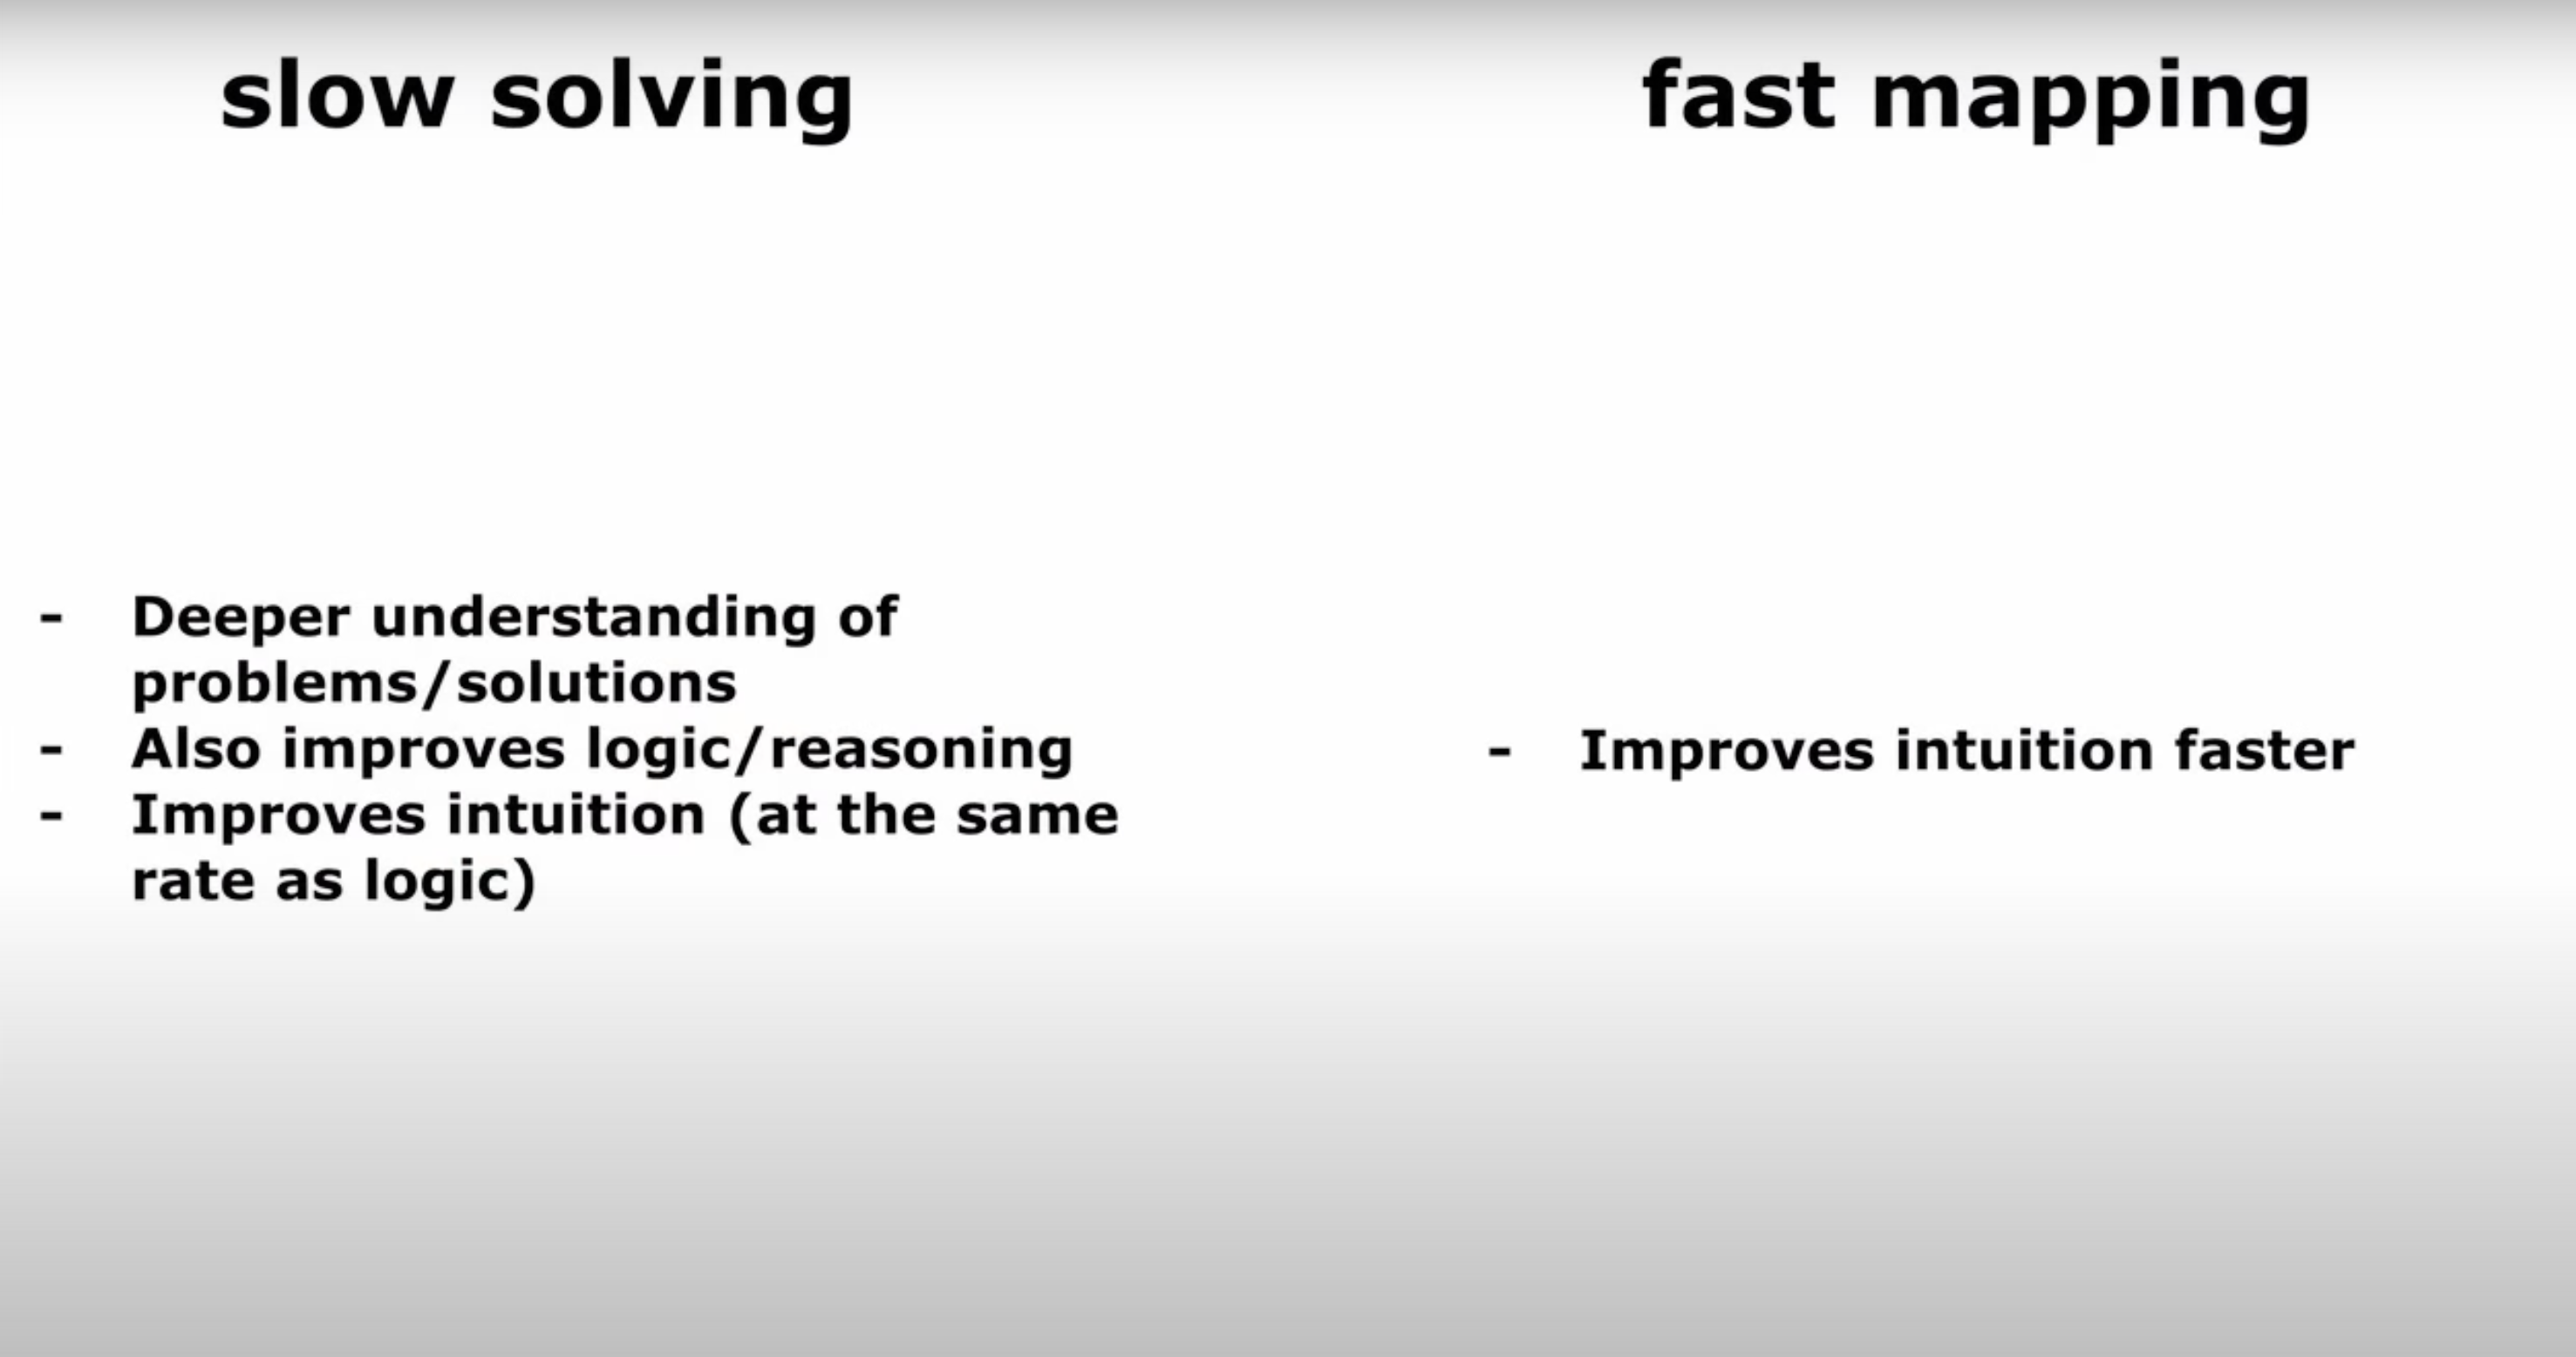 slow solving
- Deeper understanding of
problems/solutions
- Also improves logic/reasoning
- Improves intuition (at the same
rate as logic)
fast mapping
- Improves intuition faster